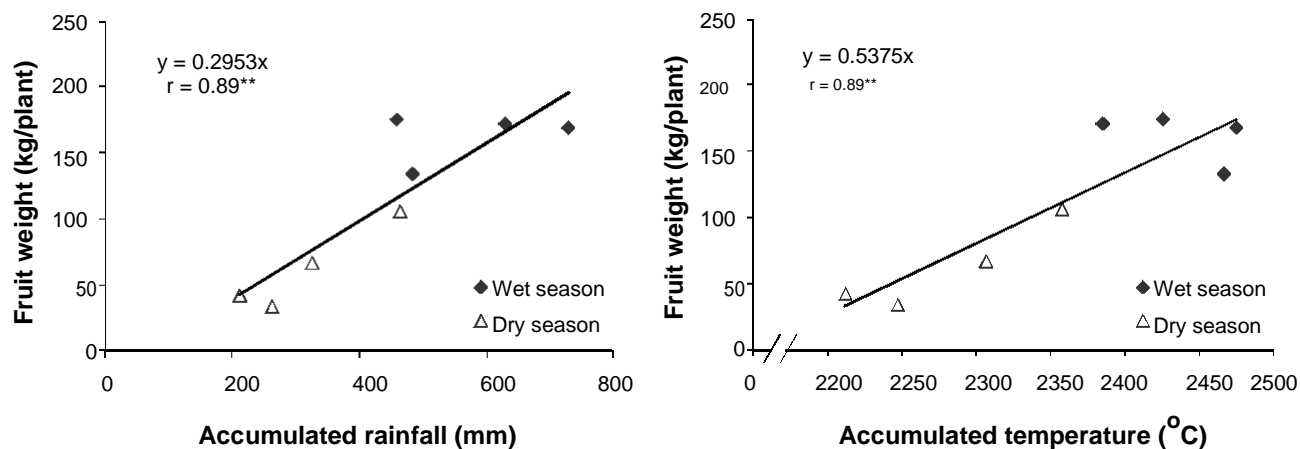 250
200
150
100
50
0
Fruit weight (kg/plant)
y = 0.2953x
r = 0.89**
Wet season
Dry season
0 200 400 600 800
Accumulated rainfall (mm)
250
200
150
100
50
0
Fruit weight (kg/plant)
y = 0.5375x
r = 0.89**
Wet season
Dry season
0 2200 2250 2300 2350 2400 2450 2500
Accumulated temperature (°C)